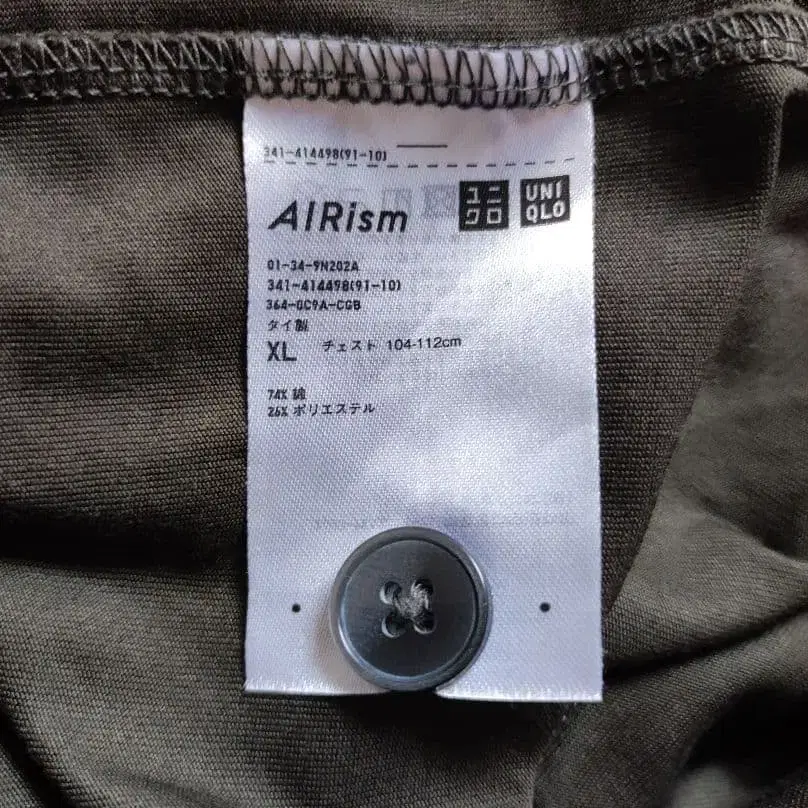 341-414498(91-10)
AIRism ユニクロ UNIQLO
01-34-9N202A
341-414498(91-10)
364-0C9A-CGB
タイ製
XL チェスト 104-112cm
74% 綿
26% ポリエステル